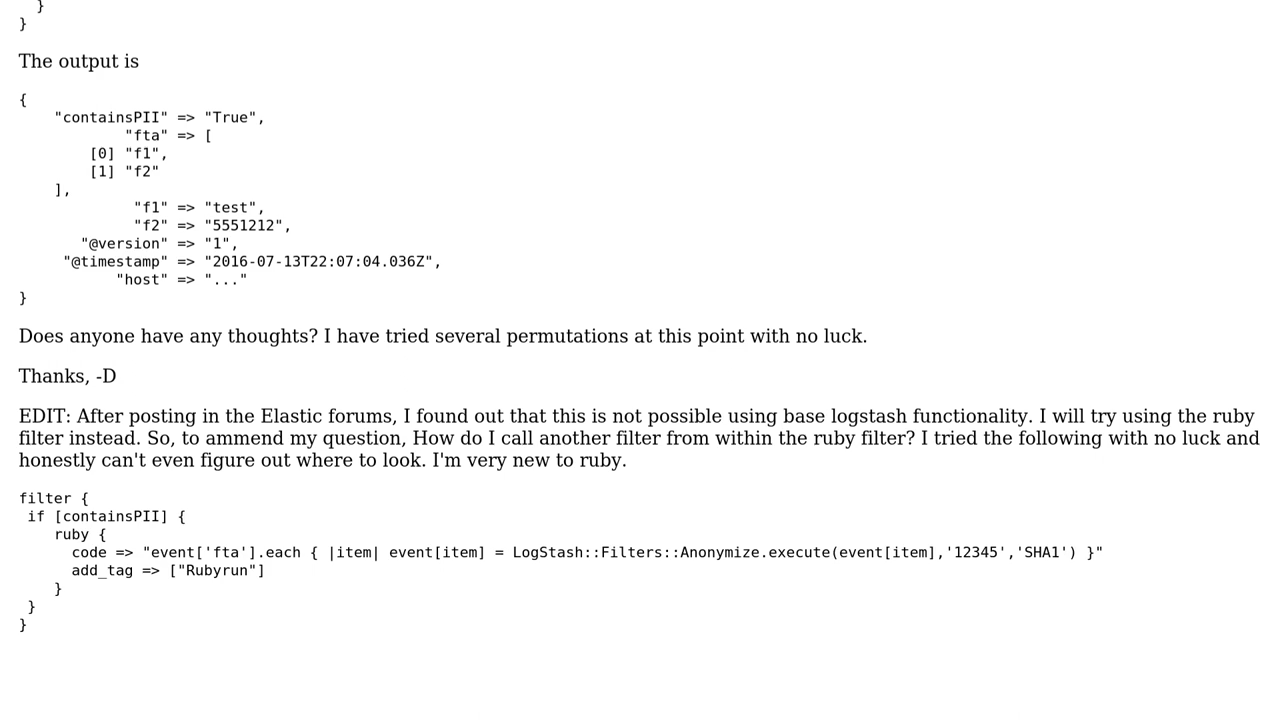 }
}
The output is
{
    "containsPII" => "True",
            "fta" => [
        [0] "f1",
        [1] "f2"
    ],
             "f1" => "test",
             "f2" => "5551212",
       "@version" => "1",
     "@timestamp" => "2016-07-13T22:07:04.036Z",
           "host" => "..."
}
Does anyone have any thoughts? I have tried several permutations at this point with no luck.
Thanks, -D
EDIT: After posting in the Elastic forums, I found out that this is not possible using base logstash functionality. I will try using the ruby
filter instead. So, to ammend my question, How do I call another filter from within the ruby filter? I tried the following with no luck and
honestly can't even figure out where to look. I'm very new to ruby.
filter {
 if [containsPII] {
    ruby {
      code => "event['fta'].each { |item| event[item] = LogStash::Filters::Anonymize.execute(event[item],'12345','SHA1') }"
      add_tag => ["Rubyrun"]
    }
 }
}